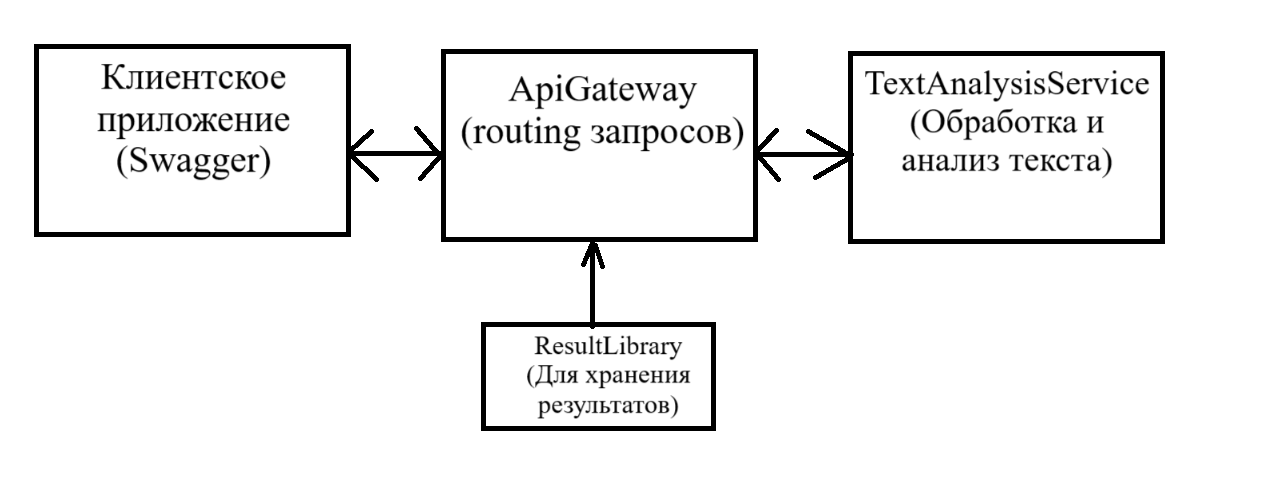 Клиентское
приложение
(Swagger)
ApiGateway
(routing запросов)
TextAnalysisService
(Обработка и
анализ текста)
ResultLibrary
(Для хранения
результатов)